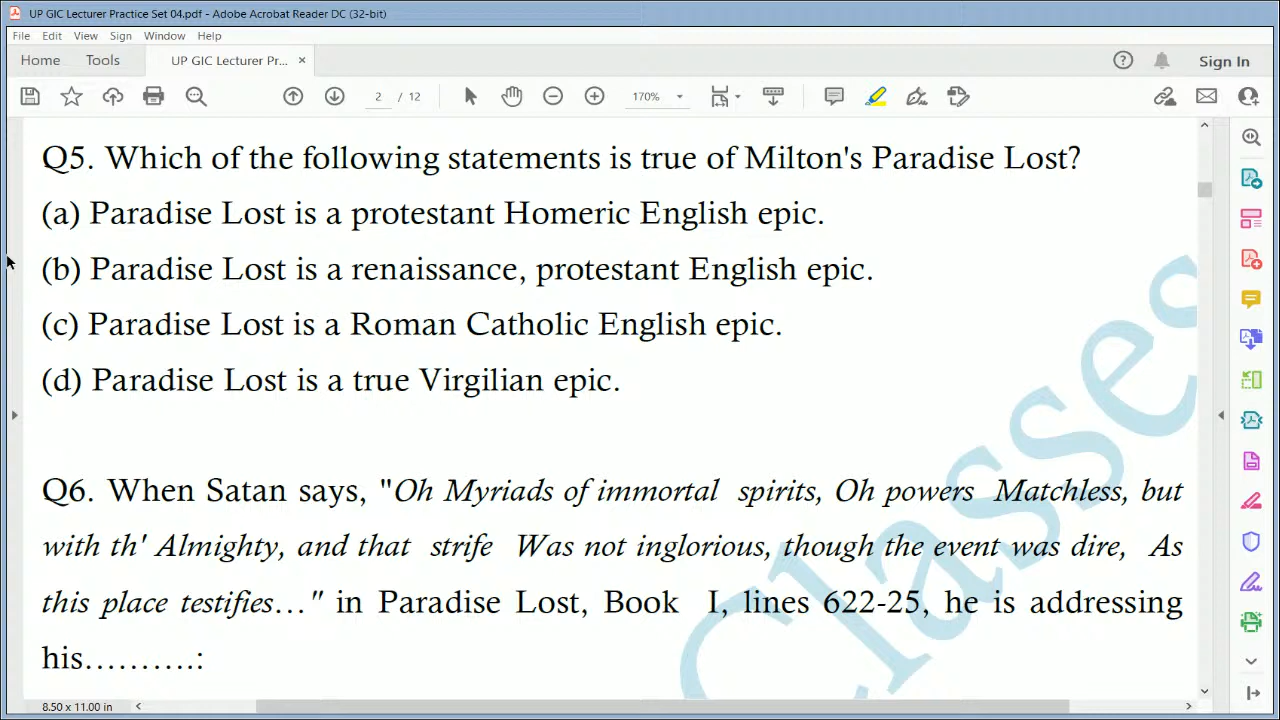 UP GIC Lecturer Practice Set 04.pdf - Adobe Acrobat Reader DC (32-bit)
File Edit View Sign Window Help
Home Tools UP GIC Lecturer Pr... × Sign In
2 / 12 170%
Q5. Which of the following statements is true of Milton's Paradise Lost?
(a) Paradise Lost is a protestant Homeric English epic.
(b) Paradise Lost is a renaissance, protestant English epic.
(c) Paradise Lost is a Roman Catholic English epic.
(d) Paradise Lost is a true Virgilian epic.
Q6. When Satan says, "Oh Myriads of immortal spirits, Oh powers Matchless, but
with th' Almighty, and that strife Was not inglorious, though the event was dire, As
this place testifies…" in Paradise Lost, Book I, lines 622-25, he is addressing
his……….:
Classes
8.50 x 11.00 in